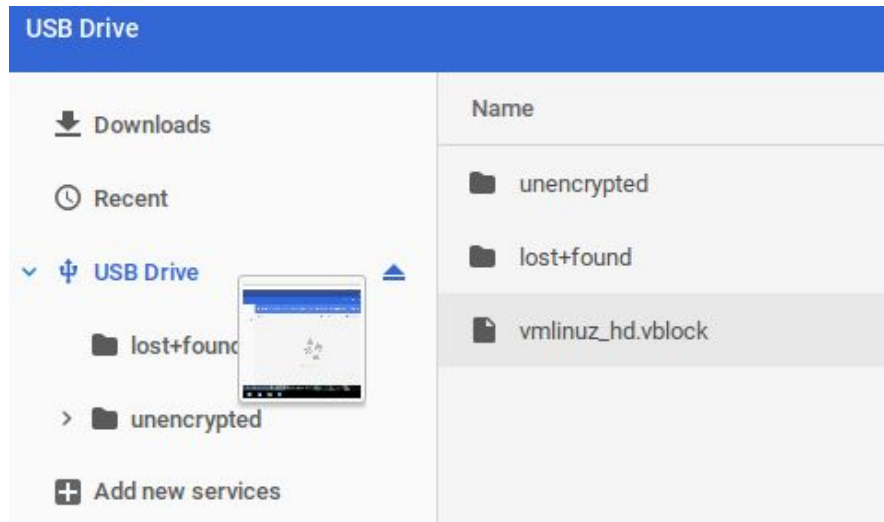 USB Drive
Downloads
Recent
USB Drive
lost+found
unencrypted
Add new services
Name
unencrypted
lost+found
vmlinuz_hd.vblock